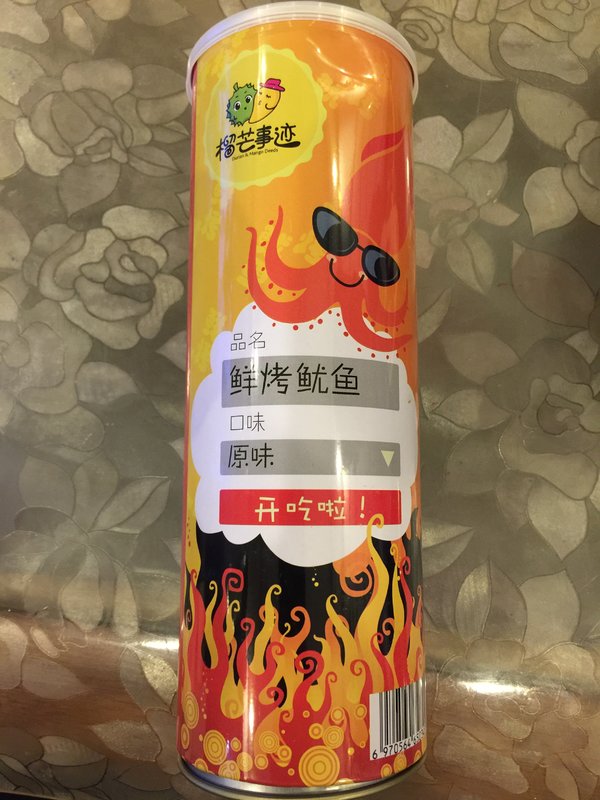 榴芒事迹
Durian & Mango Deeds
品名
鲜烤鱿鱼
口味
原味
开吃啦！